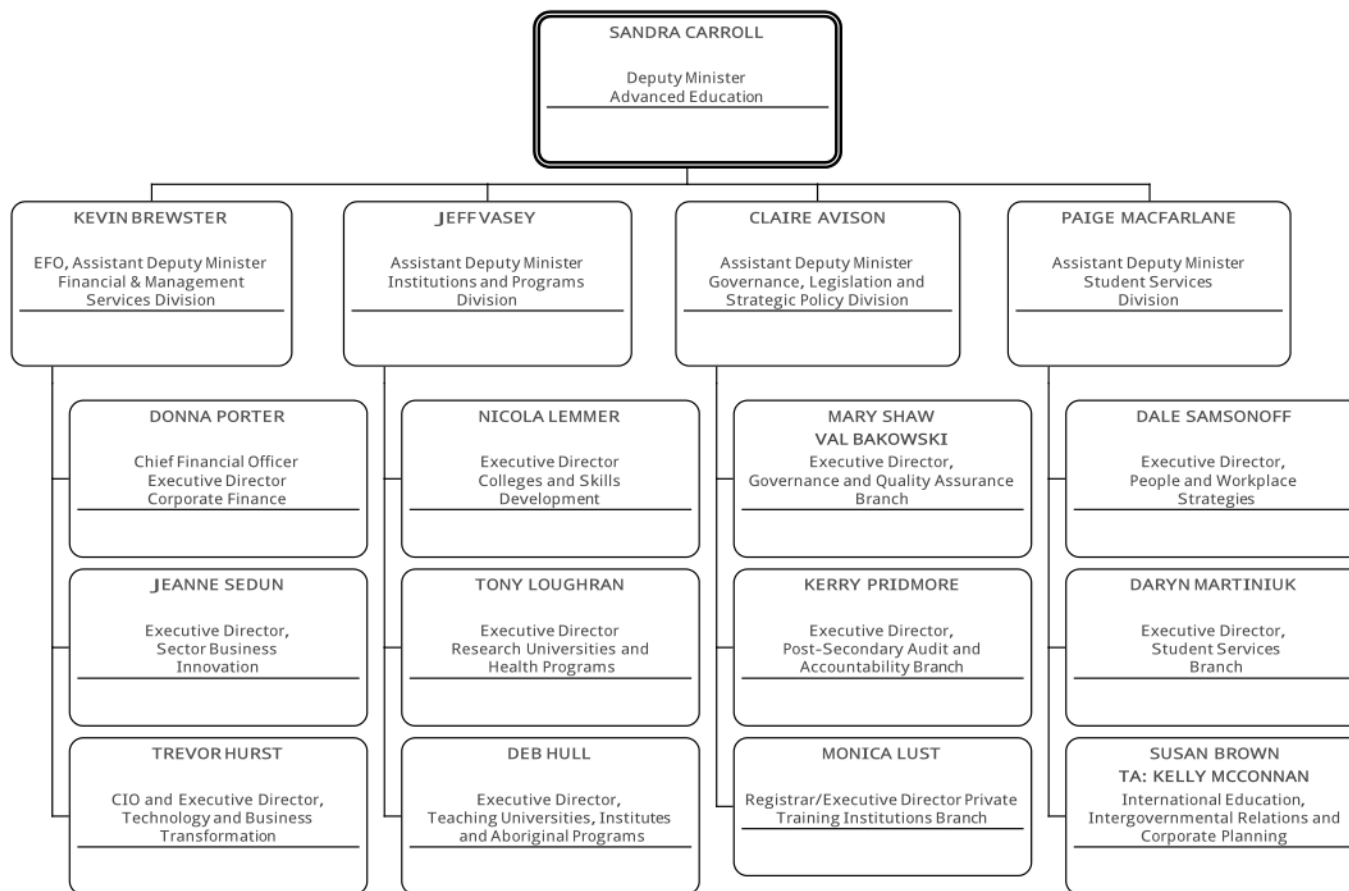 SANDRA CARROLL
Deputy Minister
Advanced Education
KEVIN BREWSTER
EFO, Assistant Deputy Minister
Financial & Management
Services Division
JEFF VASEY
Assistant Deputy Minister
Institutions and Programs
Division
CLAIRE AVISON
Assistant Deputy Minister
Governance, Legislation and
Strategic Policy Division
PAIGE MACFARLANE
Assistant Deputy Minister
Student Services
Division
DONNA PORTER
Chief Financial Officer
Executive Director
Corporate Finance
NICOLA LEMMER
Executive Director
Colleges and Skills
Development
MARY SHAW
VAL BAKOWSKI
Executive Director,
Governance and Quality Assurance
Branch
DALE SAMSONOFF
Executive Director,
People and Workplace
Strategies
JEANNE SEDUN
Executive Director,
Sector Business
Innovation
TONY LOUGHRAN
Executive Director
Research Universities and
Health Programs
KERRY PRIDMORE
Executive Director,
Post-Secondary Audit and
Accountability Branch
DARYN MARTINIUK
Executive Director,
Student Services
Branch
TREVOR HURST
CIO and Executive Director,
Technology and Business
Transformation
DEB HULL
Executive Director,
Teaching Universities, Institutes
and Aboriginal Programs
MONICA LUST
Registrar/Executive Director Private
Training Institutions Branch
SUSAN BROWN
TA: KELLY MCCONNAN
International Education,
Intergovernmental Relations and
Corporate Planning